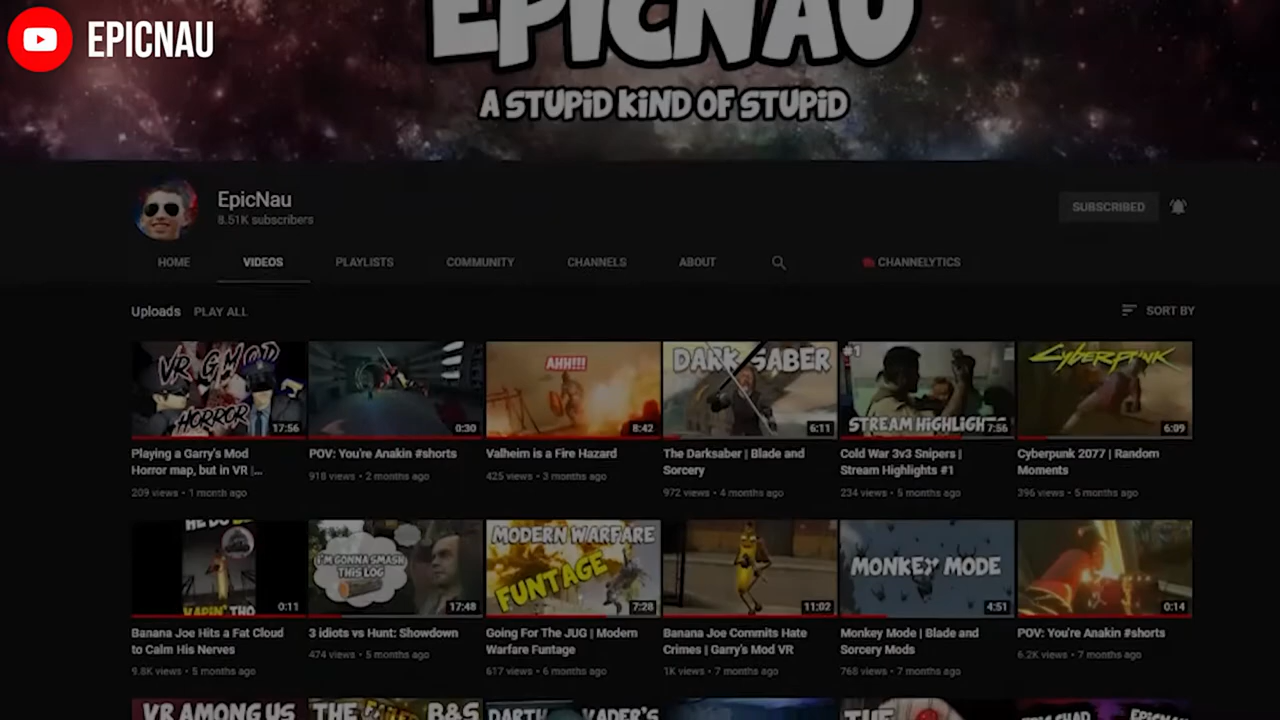 EPICNAU
EPICNAU
A STUPiD KiND OF STUPiD
EpicNau
8.51K subscribers
SUBSCRIBED
HOME VIDEOS PLAYLISTS COMMUNITY CHANNELS ABOUT CHANNELYTICS
Uploads PLAY ALL SORT BY
VR GMOD
HORROR
17:56
0:30
AHH!!!
8:42
DARK SABER
6:11
#1
STREAM HiGHLiGHTS
7:56
CYBERPUNK
6:09
Playing a Garry's Mod
Horror map, but in VR |...
209 views • 1 month ago
POV: You're Anakin #shorts
918 views • 2 months ago
Valheim is a Fire Hazard
425 views • 3 months ago
The Darksaber | Blade and
Sorcery
972 views • 4 months ago
Cold War 3v3 Snipers |
Stream Highlights #1
234 views • 5 months ago
Cyberpunk 2077 | Random
Moments
396 views • 5 months ago
VAPiN' THO
0:11
I'M GONNA SMASH
THIS LOG
17:48
MODERN WARFARE
FUNTAGE
7:28
11:02
MONKEY MODE
4:51
0:14
Banana Joe Hits a Fat Cloud
to Calm His Nerves
9.8K views • 5 months ago
3 idiots vs Hunt: Showdown
474 views • 5 months ago
Going For The JUG | Modern
Warfare Funtage
617 views • 6 months ago
Banana Joe Commits Hate
Crimes | Garry's Mod VR
1K views • 7 months ago
Monkey Mode | Blade and
Sorcery Mods
768 views • 7 months ago
POV: You're Anakin #shorts
6.2K views • 7 months ago
VR AMONG US
THE B&S
DARTH VADER'S
THE